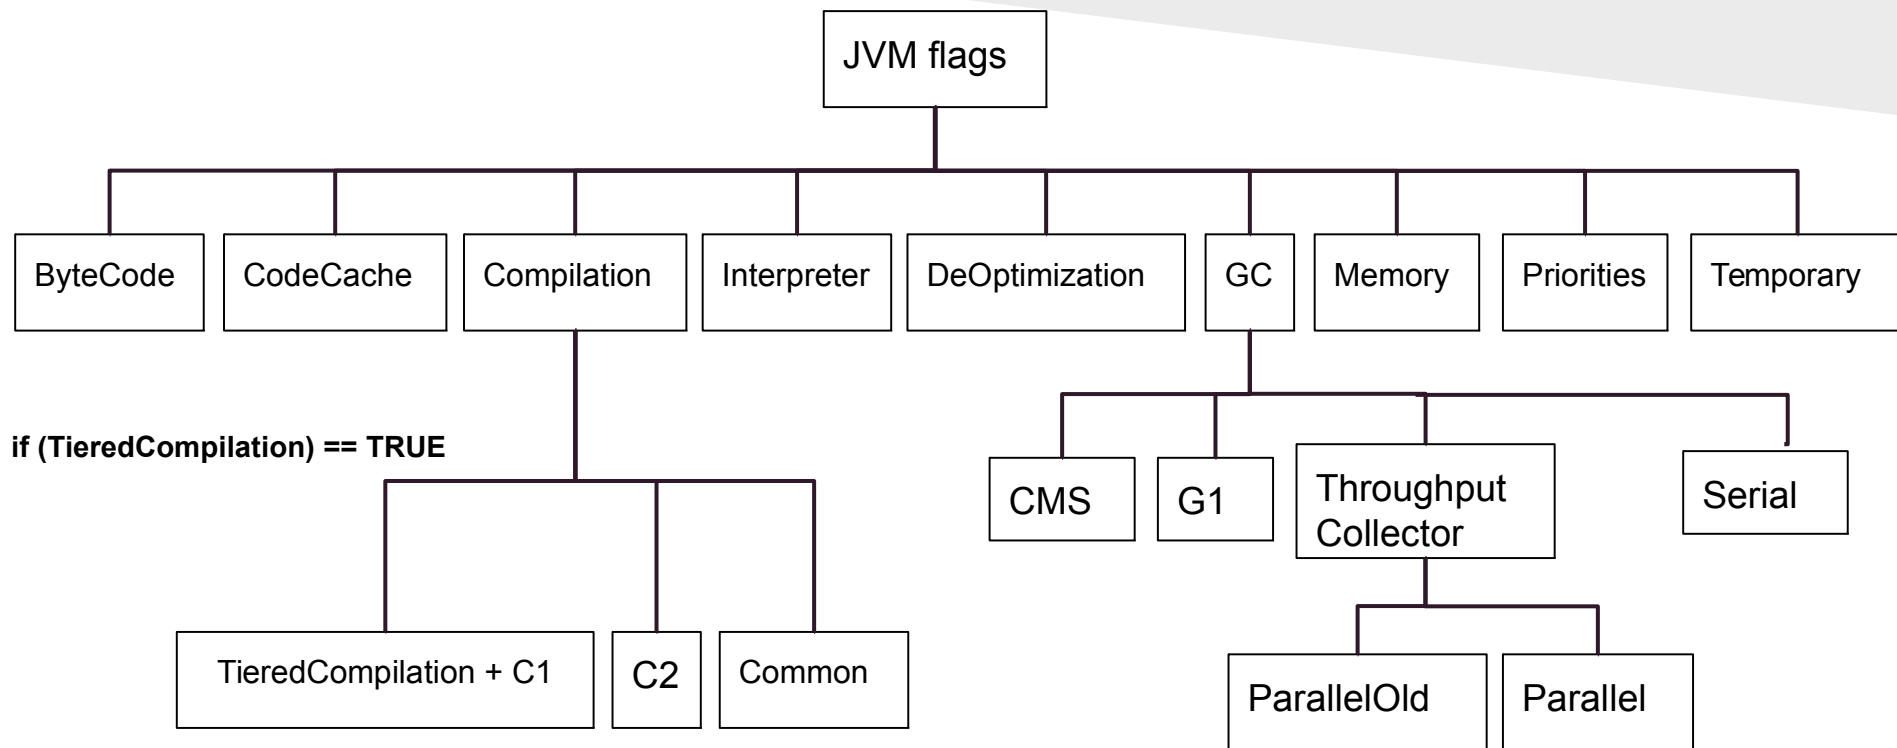 JVM flags
ByteCode
CodeCache
Compilation
Interpreter
DeOptimization
GC
Memory
Priorities
Temporary
if (TieredCompilation) == TRUE
CMS
G1
Throughput
Collector
Serial
TieredCompilation + C1
C2
Common
ParallelOld
Parallel